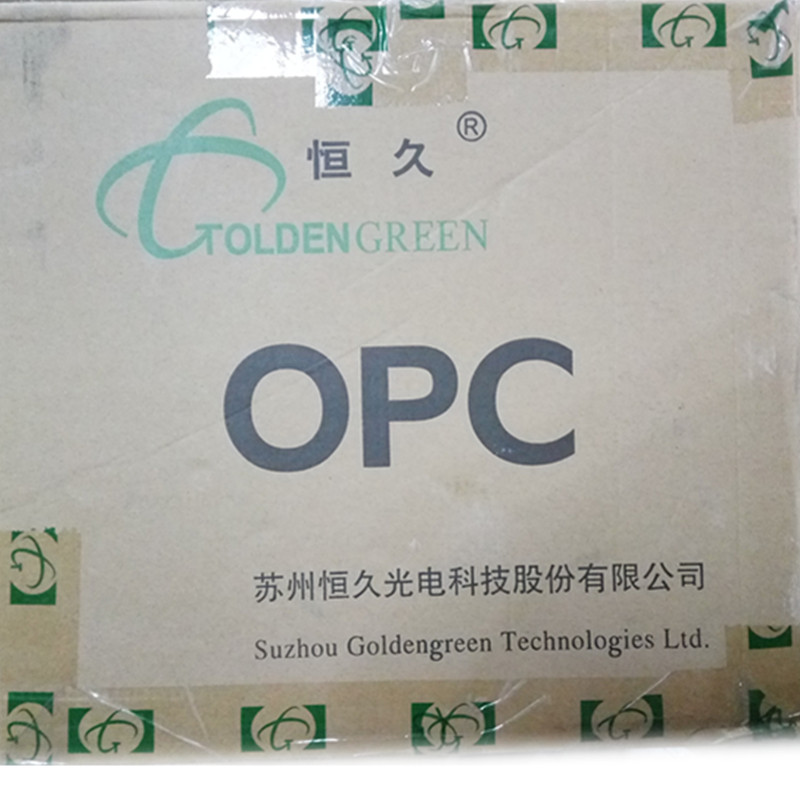 恒久®
GOLDENGREEN
OPC
苏州恒久光电科技股份有限公司
Suzhou Goldengreen Technologies Ltd.